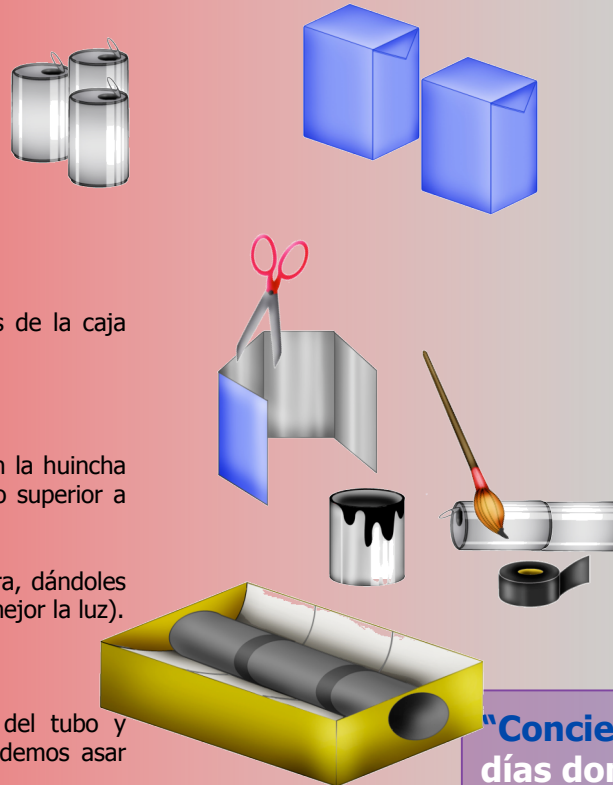 s de la caja
n la huincha
o superior a
ra, dándoles
nejor la luz).
del tubo y
demos asar
"Concie
días dor